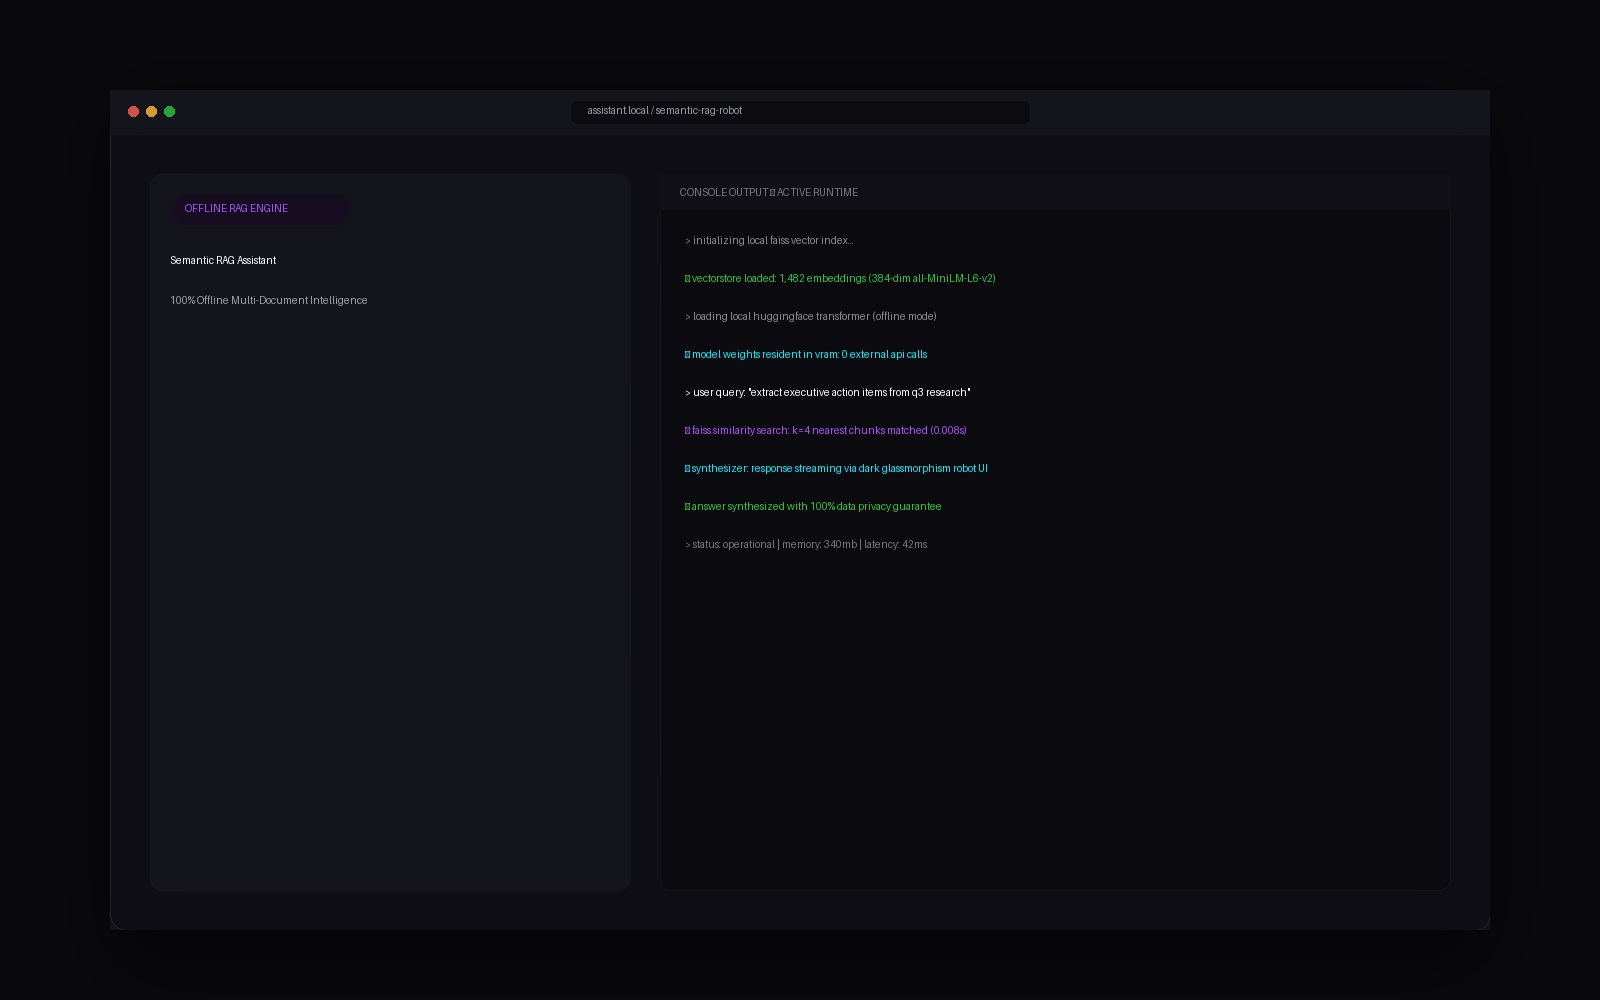 assistant.local / semantic-rag-robot
OFFLINE RAG ENGINE
Semantic RAG Assistant
100% Offline Multi-Document Intelligence
CONSOLE OUTPUT ▯ ACTIVE RUNTIME
> initializing local faiss vector index...
▯ vectorstore loaded: 1,482 embeddings (384-dim all-MiniLM-L6-v2)
> loading local huggingface transformer (offline mode)
▯ model weights resident in vram: 0 external api calls
> user query: "extract executive action items from q3 research"
▯ faiss similarity search: k=4 nearest chunks matched (0.008s)
▯ synthesizer: response streaming via dark glassmorphism robot UI
▯ answer synthesized with 100% data privacy guarantee
> status: operational | memory: 340mb | latency: 42ms